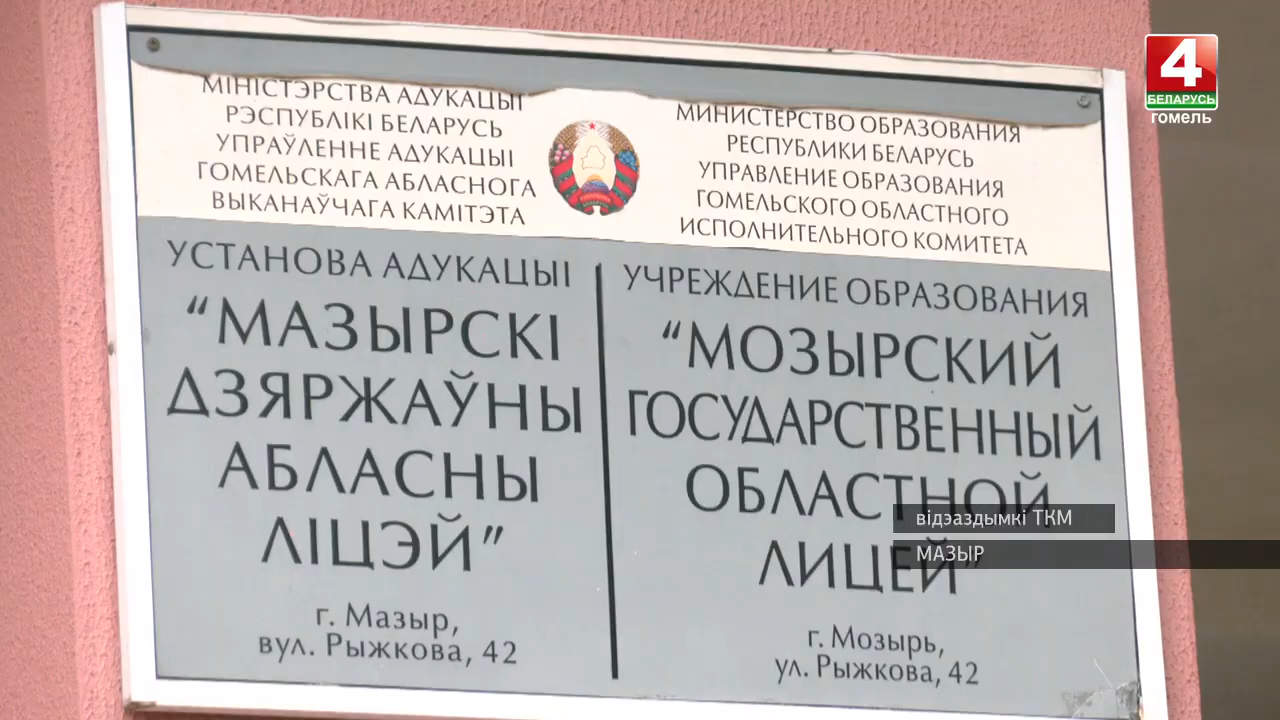 МІНІСТЭРСТВА АДУКАЦЫІ
РЭСПУБЛІКІ БЕЛАРУСЬ
УПРАЎЛЕННЕ АДУКАЦЫІ
ГОМЕЛЬСКАГА АБЛАСНОГА
ВЫКАНАЎЧАГА КАМІТЭТА
МИНИСТЕРСТВО ОБРАЗОВАНИЯ
РЕСПУБЛИКИ БЕЛАРУСЬ
УПРАВЛЕНИЕ ОБРАЗОВАНИЯ
ГОМЕЛЬСКОГО ОБЛАСТНОГО
ИСПОЛНИТЕЛЬНОГО КОМИТЕТА
УСТАНОВА АДУКАЦЫІ
“МАЗЫРСКІ
ДЗЯРЖАЎНЫ
АБЛАСНЫ
ЛІЦЭЙ”
г. Мазыр,
вул. Рыжкова, 42
УЧРЕЖДЕНИЕ ОБРАЗОВАНИЯ
“МОЗЫРСКИЙ
ГОСУДАРСТВЕННЫЙ
ОБЛАСТНОЙ
ЛИЦЕЙ”
г. Мозырь,
ул. Рыжкова, 42
4
БЕЛАРУСЬ
гомель
відэаздымкі ТКМ
МАЗЫР